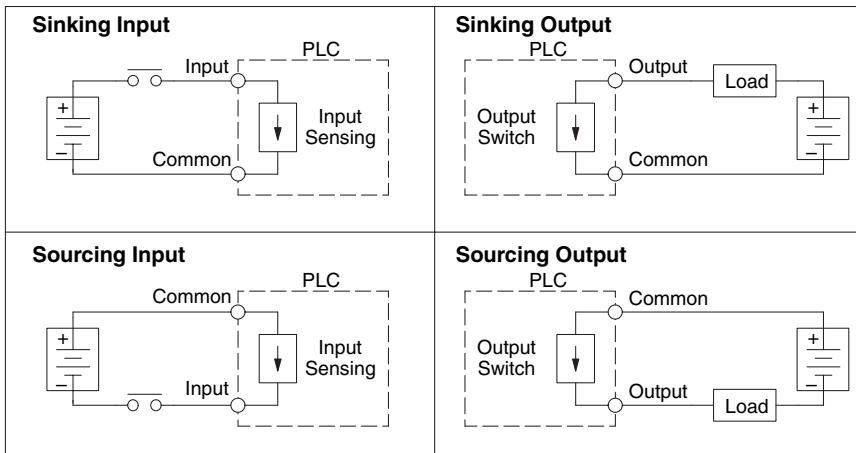 Sinking Input
PLC
Input
+
Input
Sensing
–
Common
Sinking Output
PLC
Output
Load
+
Output
Switch
–
Common
Sourcing Input
PLC
Common
+
Input
Sensing
–
Input
Sourcing Output
PLC
Common
+
Output
Switch
–
Output
Load